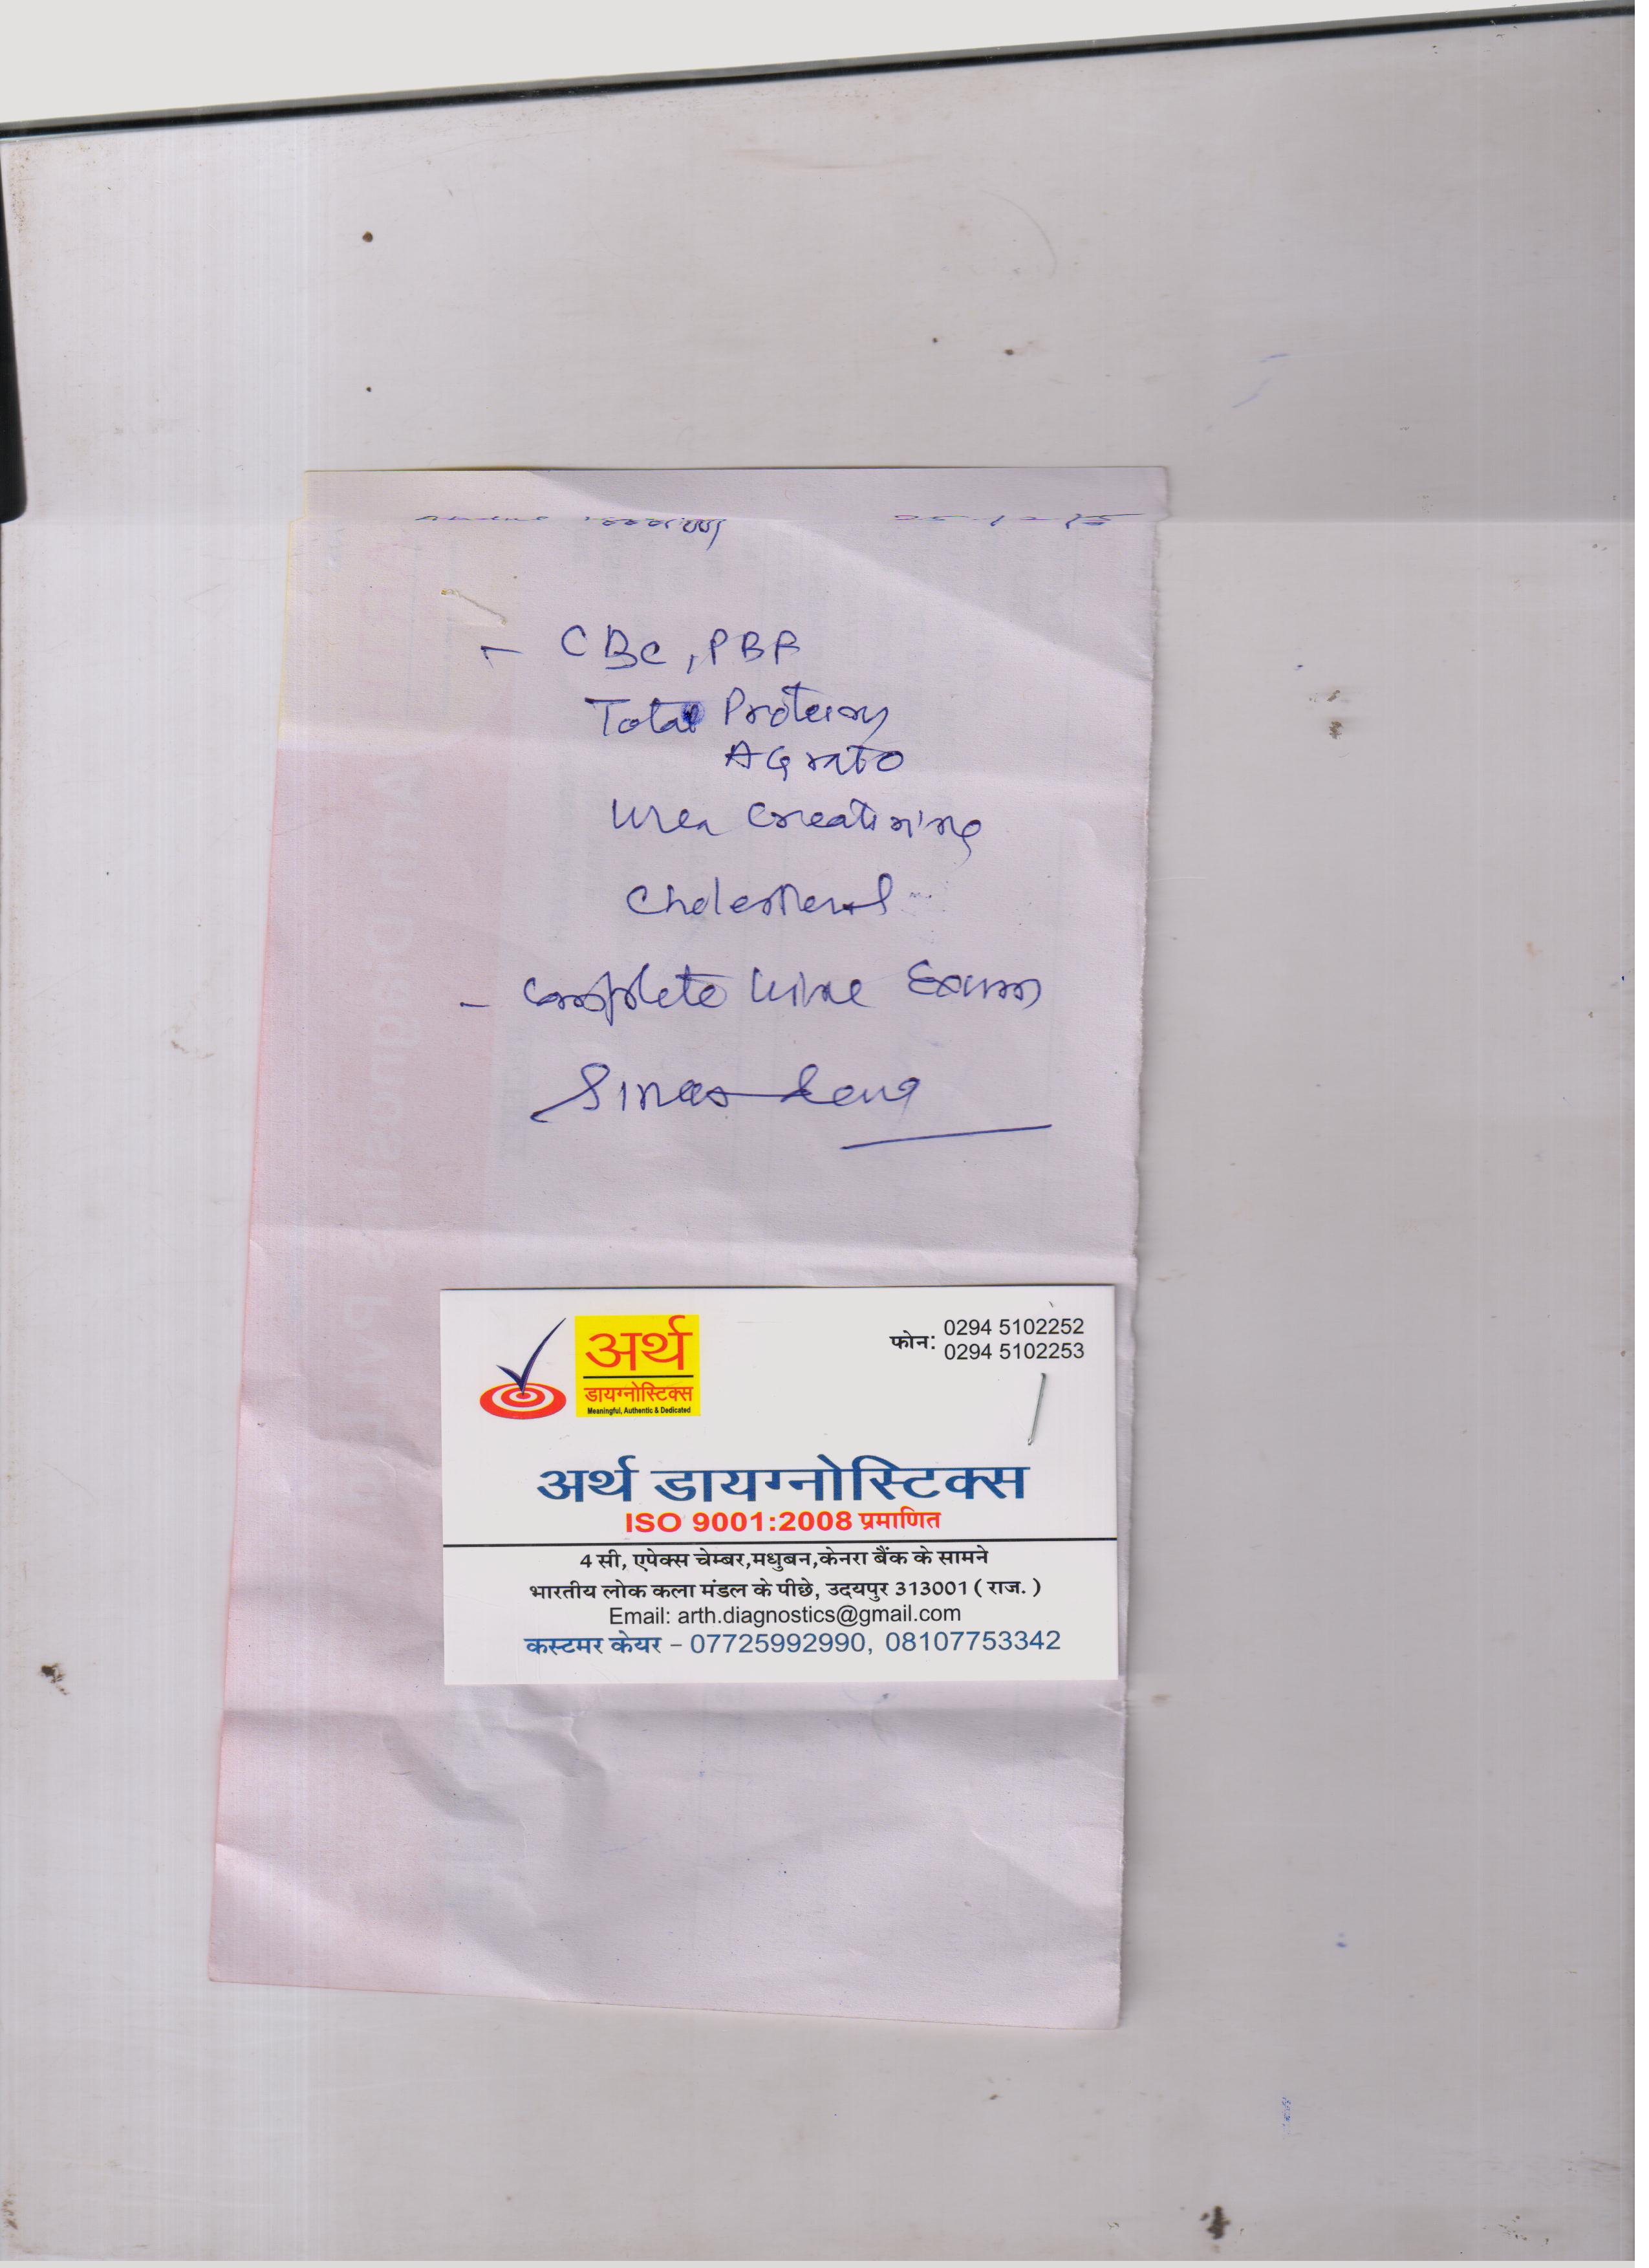 - CBC, PBF
Total Proteins
AG ratio
Urea Creatinine
Cholesterol
- Complete Urine Exam
अर्थ
डायग्नोस्टिक्स
Meaningful, Authentic & Dedicated
फोन: 0294 5102252
0294 5102253
अर्थ डायग्नोस्टिक्स
ISO 9001:2008 प्रमाणित
4 सी, एपेक्स चेम्बर,मधुबन,केनरा बैंक के सामने
भारतीय लोक कला मंडल के पीछे, उदयपुर 313001 ( राज. )
Email: arth.diagnostics@gmail.com
कस्टमर केयर – 07725992990, 08107753342